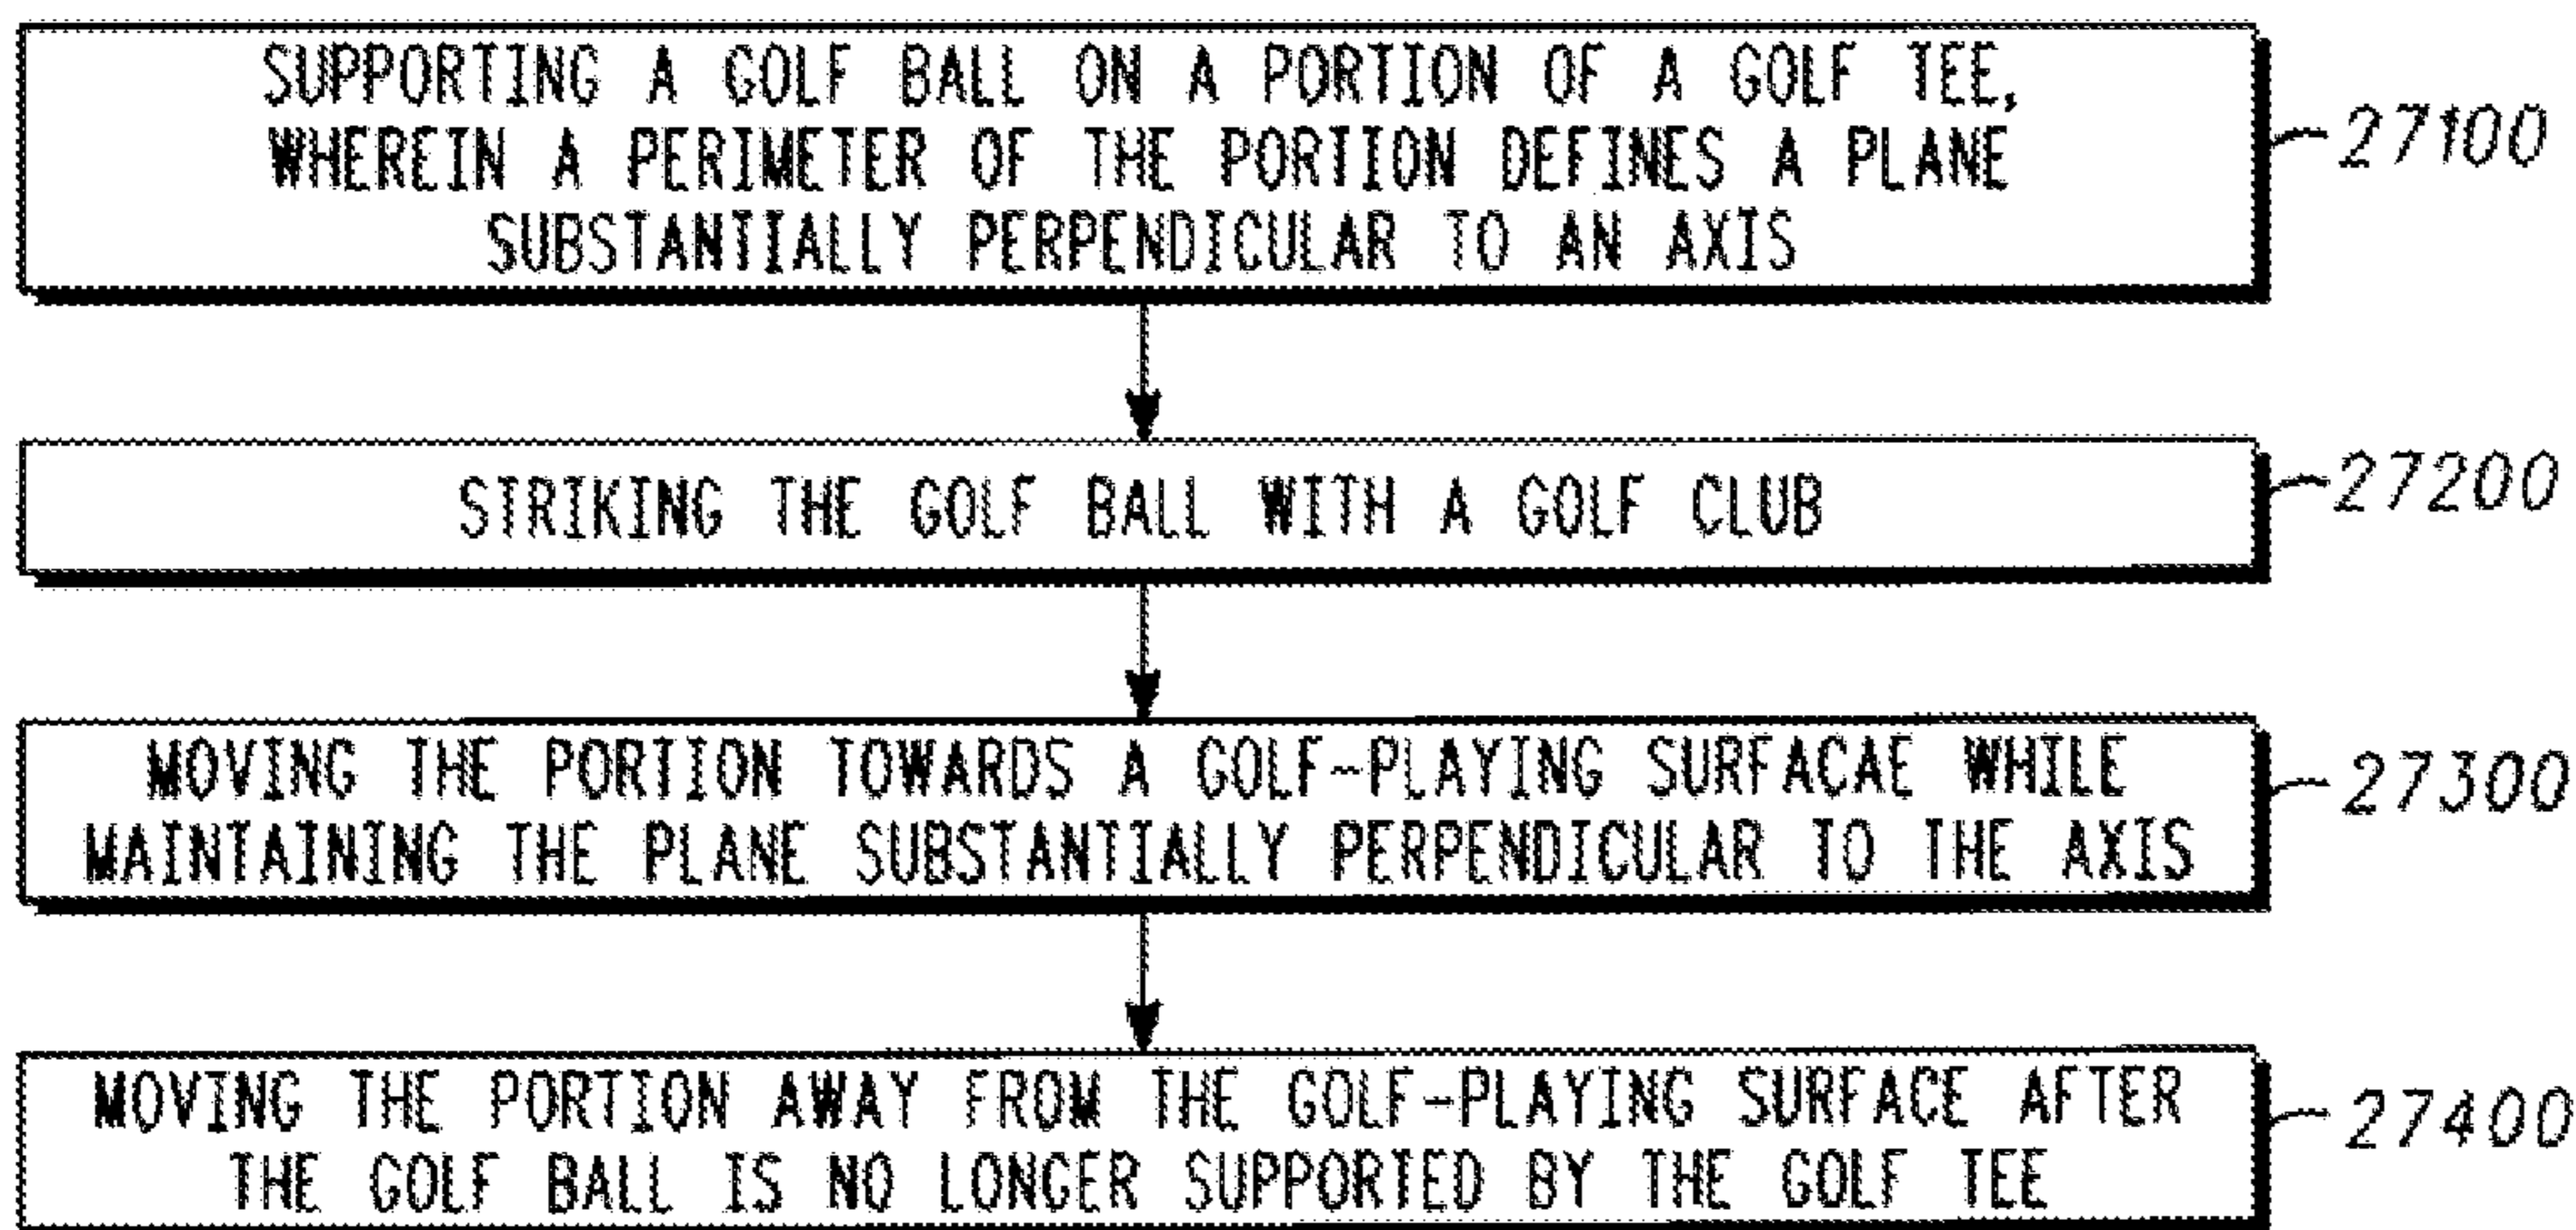 SUPPORTING A GOLF BALL ON A PORTION OF A GOLF TEE,
WHEREIN A PERIMETER OF THE PORTION DEFINES A PLANE
SUBSTANTIALLY PERPENDICULAR TO AN AXIS
27100
STRIKING THE GOLF BALL WITH A GOLF CLUB
27200
MOVING THE PORTION TOWARDS A GOLF-PLAYING SURFACAE WHILE
MAINTAINING THE PLANE SUBSTANTIALLY PERPENDICULAR TO THE AXIS
27300
MOVING THE PORTION AWAY FROM THE GOLF-PLAYING SURFACE AFTER
THE GOLF BALL IS NO LONGER SUPPORTED BY THE GOLF TEE
27400